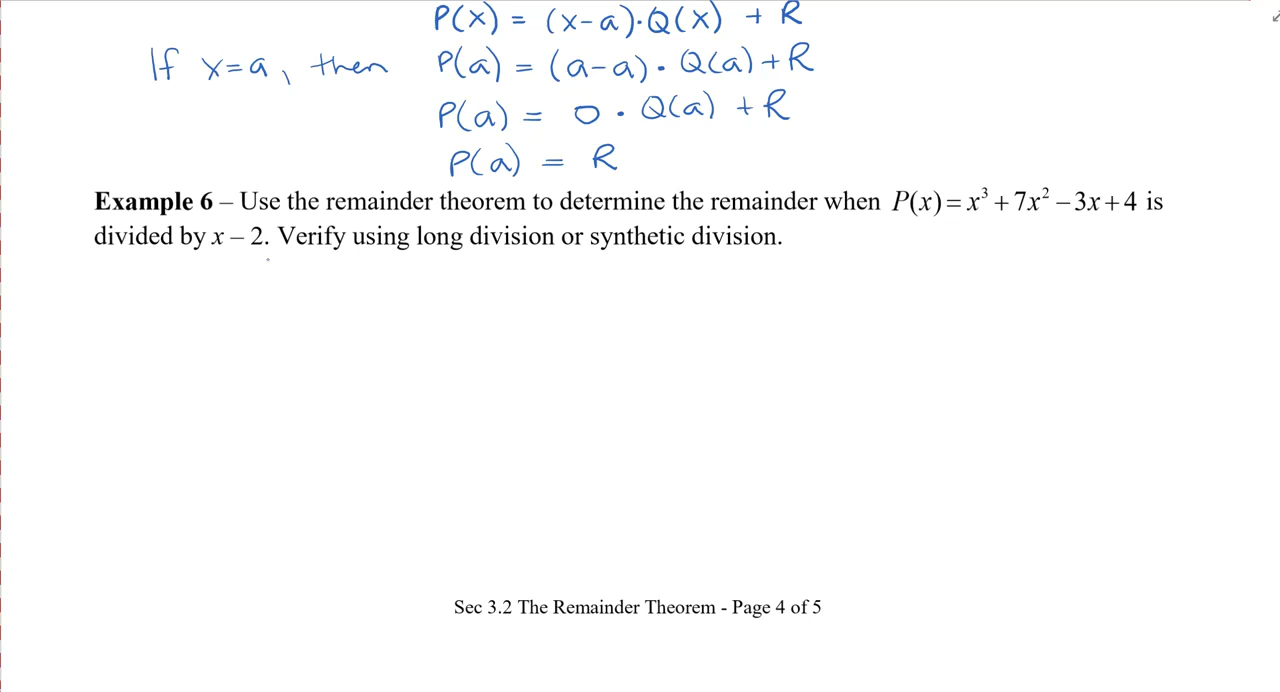 P(x) = (x-a)·Q(x) + R
If x=a, then P(a) = (a-a)· Q(a)+R
P(a) = 0 · Q(a) + R
P(a) = R
Example 6 – Use the remainder theorem to determine the remainder when P(x)=x³+7x²−3x+4 is
divided by x – 2. Verify using long division or synthetic division.
Sec 3.2 The Remainder Theorem - Page 4 of 5